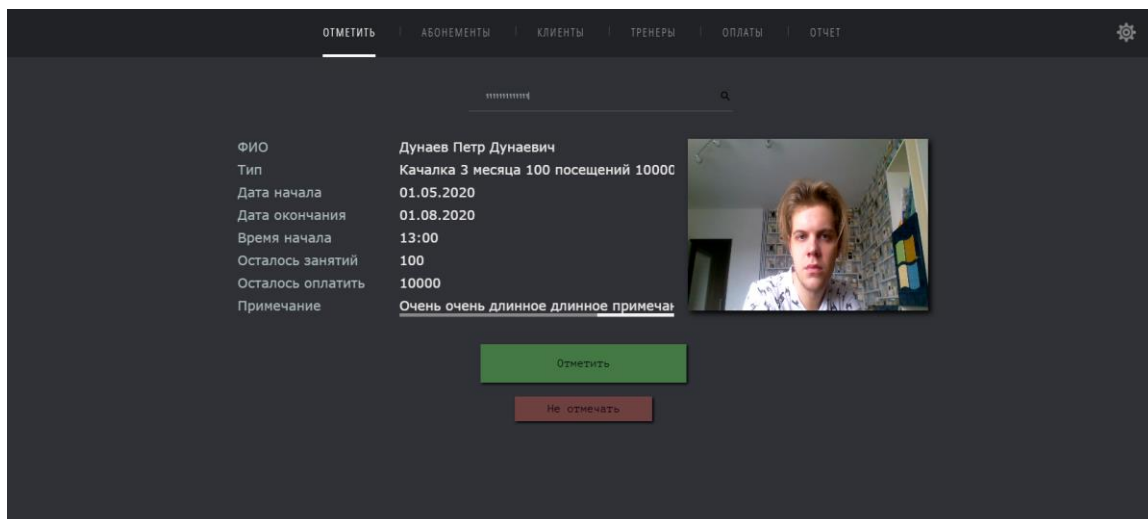 ОТМЕТИТЬ | АБОНЕМЕНТЫ | КЛИЕНТЫ | ТРЕНЕРЫ | ОПЛАТЫ | ОТЧЕТ
ФИО Дунаев Петр Дунаевич
Тип Качалка 3 месяца 100 посещений 10000
Дата начала 01.05.2020
Дата окончания 01.08.2020
Время начала 13:00
Осталось занятий 100
Осталось оплатить 10000
Примечание Очень очень длинное длинное примечан
Отметить
Не отмечать